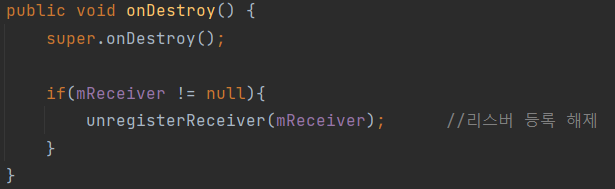 public void onDestroy() {
    super.onDestroy();

    if(mReceiver != null){
        unregisterReceiver(mReceiver);      //리스버 등록 해제
    }
}